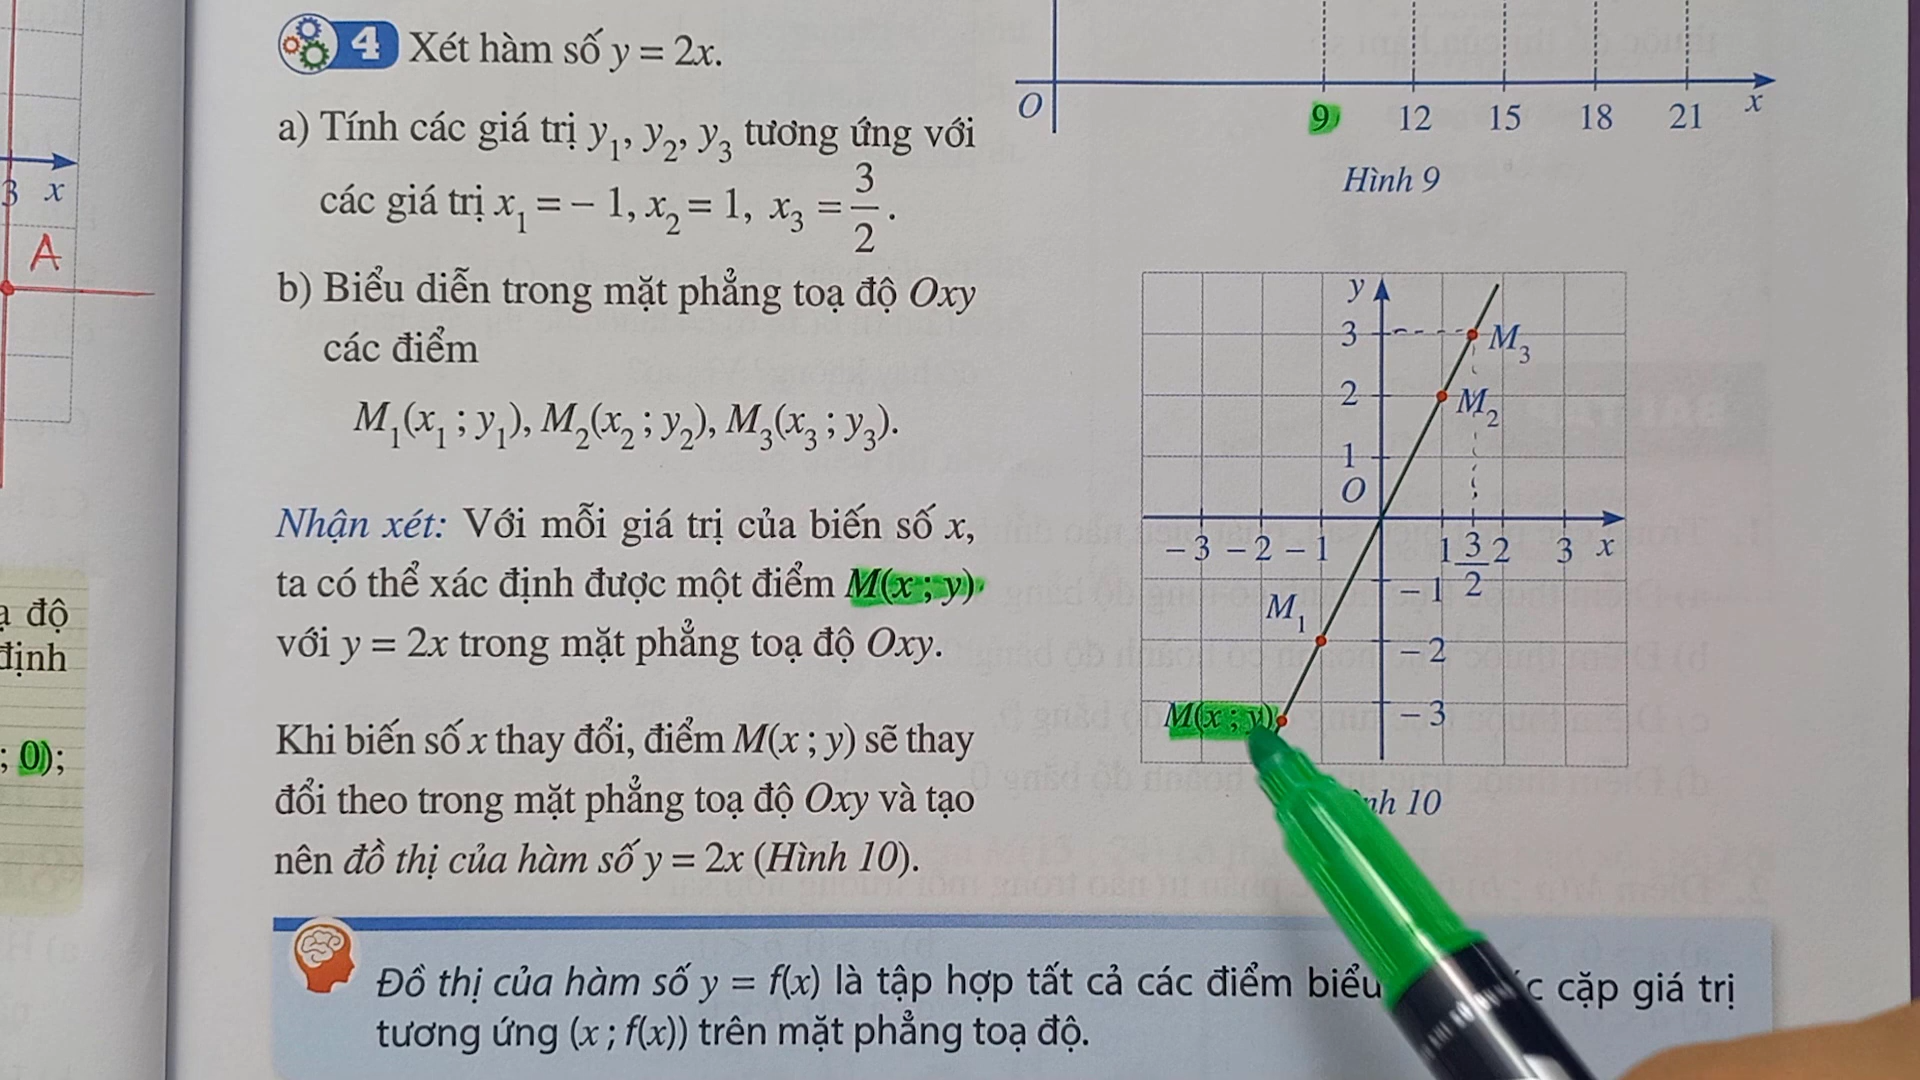 4 Xét hàm số y = 2x.
a) Tính các giá trị y₁, y₂, y₃ tương ứng với
các giá trị x₁ = – 1, x₂ = 1, x₃ = 3/2.
b) Biểu diễn trong mặt phẳng toạ độ Oxy
các điểm
M₁(x₁ ; y₁), M₂(x₂ ; y₂), M₃(x₃ ; y₃).
Nhận xét: Với mỗi giá trị của biến số x,
ta có thể xác định được một điểm M(x ; y)
với y = 2x trong mặt phẳng toạ độ Oxy.
Khi biến số x thay đổi, điểm M(x ; y) sẽ thay
đổi theo trong mặt phẳng toạ độ Oxy và tạo
nên đồ thị của hàm số y = 2x (Hình 10).
O 9 12 15 18 21 x
Hình 9
y
3 M₃
2 M₂
1
O
– 3 – 2 – 1 1 3/2 2 3 x
– 1
M₁
– 2
M(x ; y) – 3
nh 10
Đồ thị của hàm số y = f(x) là tập hợp tất cả các điểm biểu c cặp giá trị
tương ứng (x ; f(x)) trên mặt phẳng toạ độ.
3 x
A
ạ độ
định
; 0);